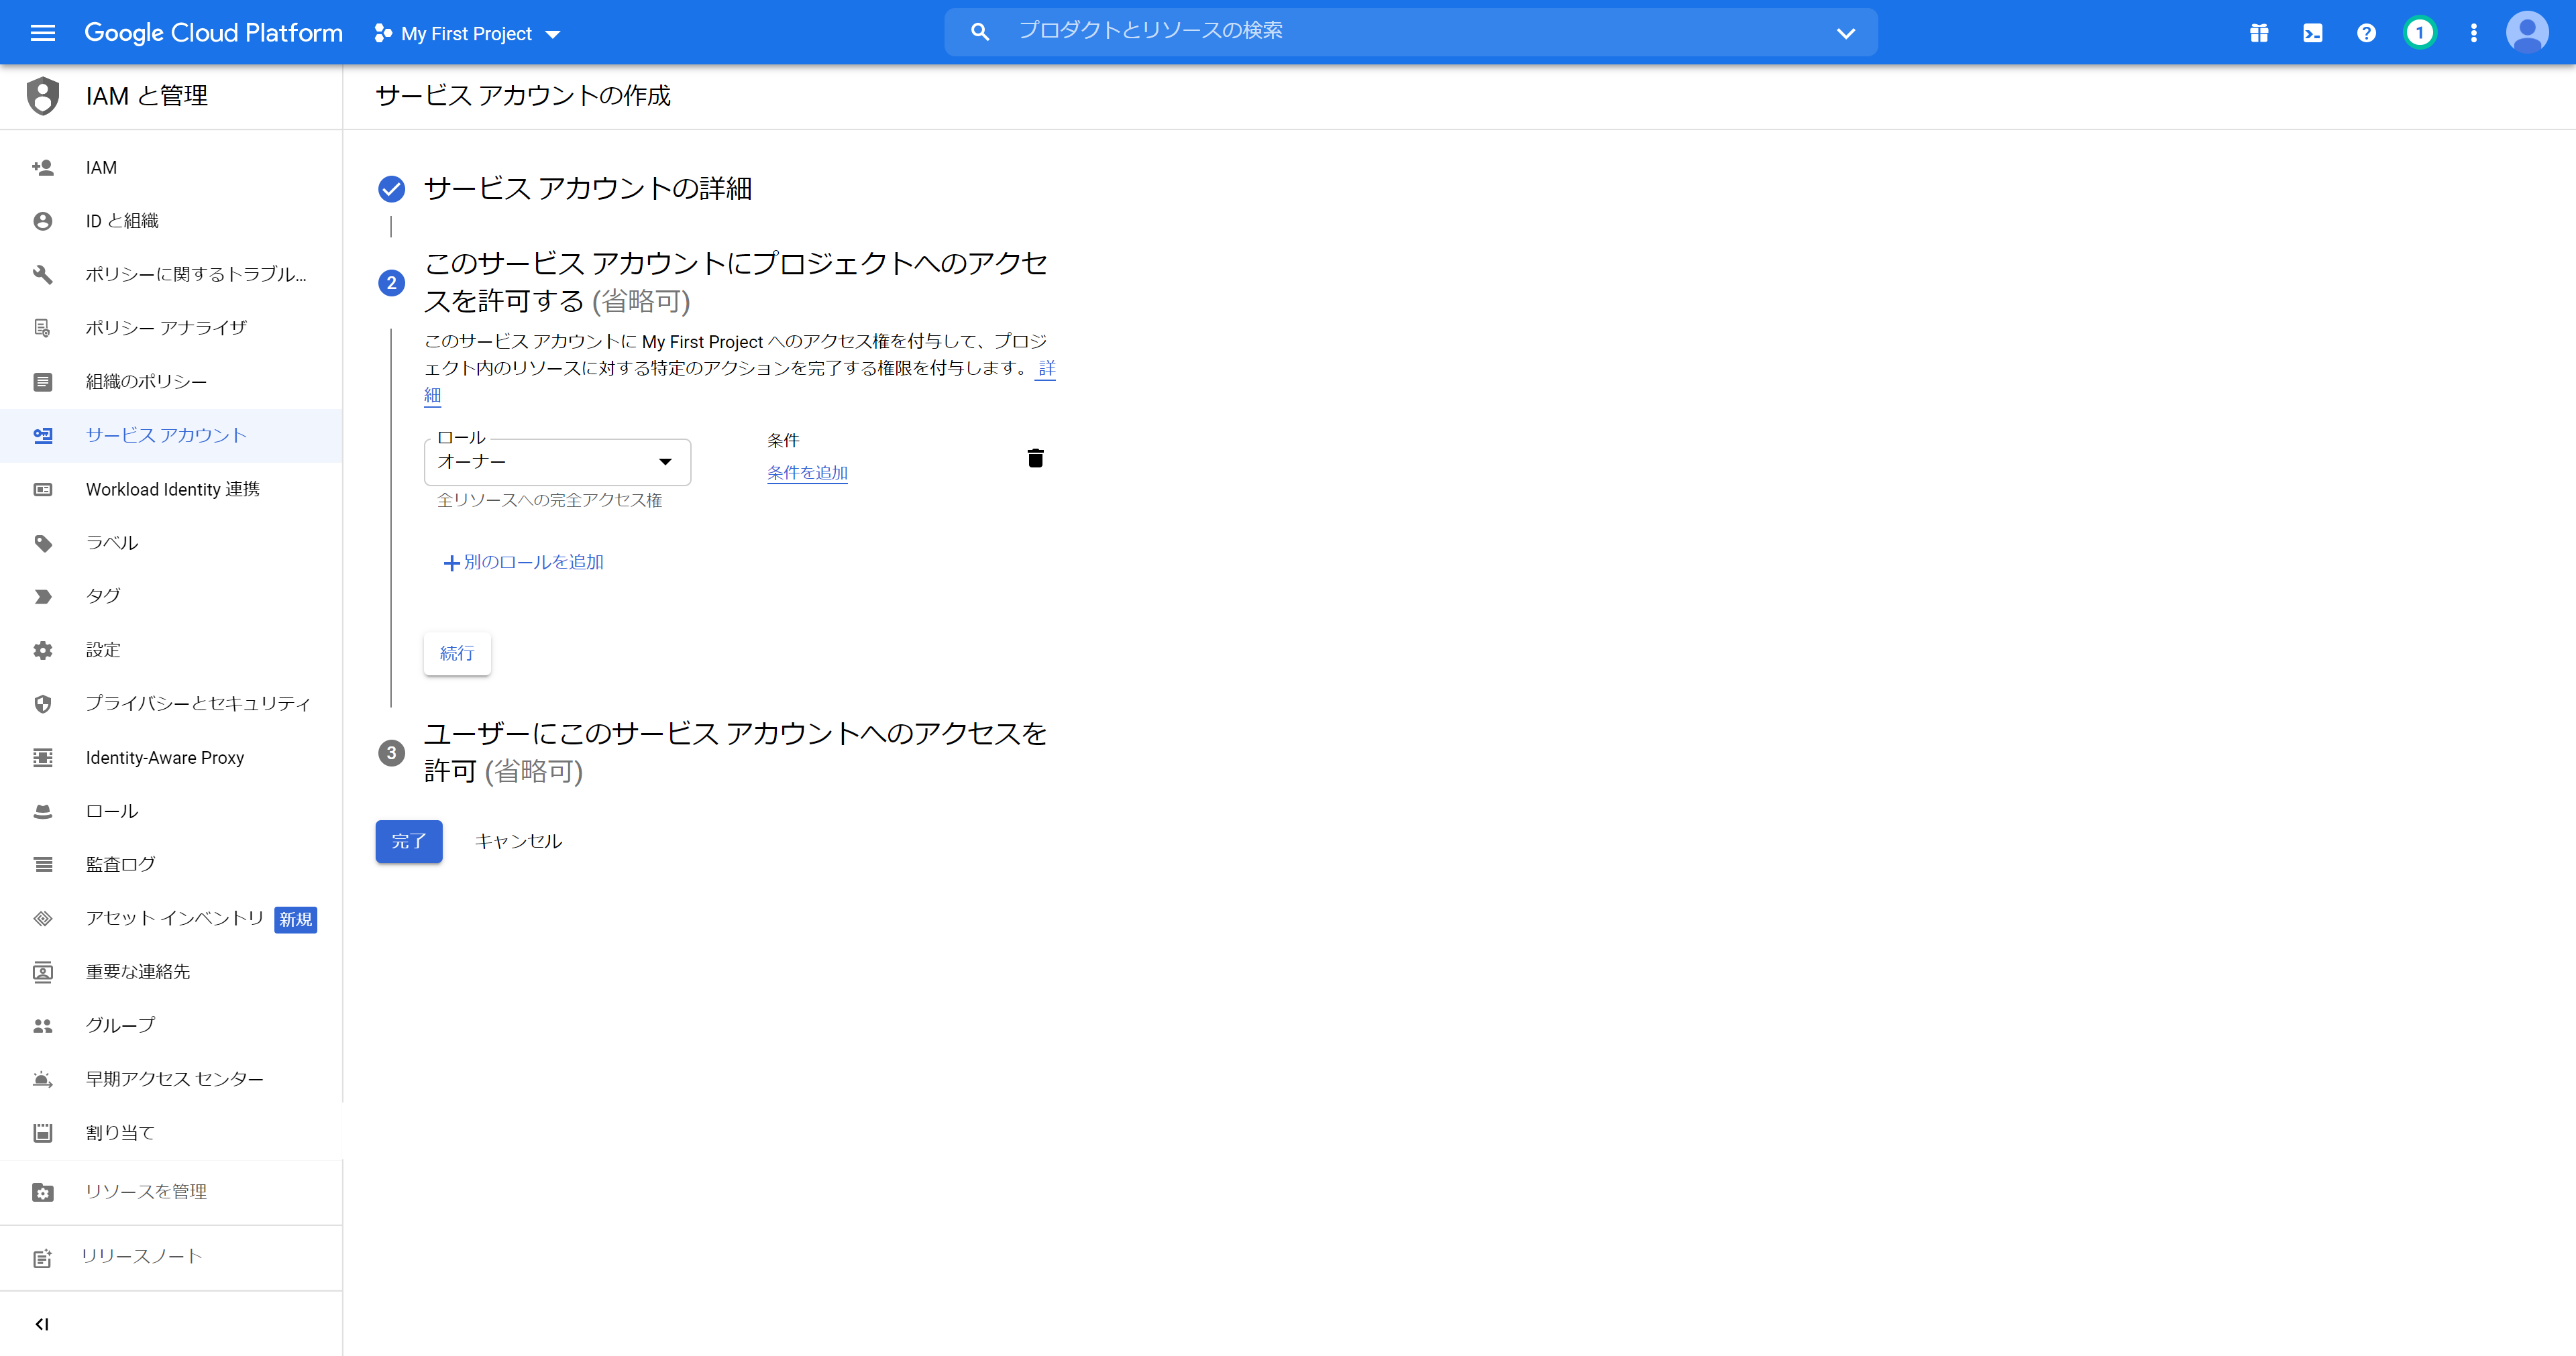 Google Cloud Platform
My First Project
プロダクトとリソースの検索
1
IAM と管理
サービス アカウントの作成
IAM
ID と組織
ポリシーに関するトラブル...
ポリシー アナライザ
組織のポリシー
サービス アカウント
Workload Identity 連携
ラベル
タグ
設定
プライバシーとセキュリティ
Identity-Aware Proxy
ロール
監査ログ
アセット インベントリ 新規
重要な連絡先
グループ
早期アクセス センター
割り当て
リソースを管理
リリースノート
サービス アカウントの詳細
2
このサービス アカウントにプロジェクトへのアクセ
スを許可する (省略可)
このサービス アカウントに My First Project へのアクセス権を付与して、プロジ
ェクト内のリソースに対する特定のアクションを完了する権限を付与します。 詳
細
ロール
オーナー
全リソースへの完全アクセス権
条件
条件を追加
別のロールを追加
続行
3
ユーザーにこのサービス アカウントへのアクセスを
許可 (省略可)
完了
キャンセル